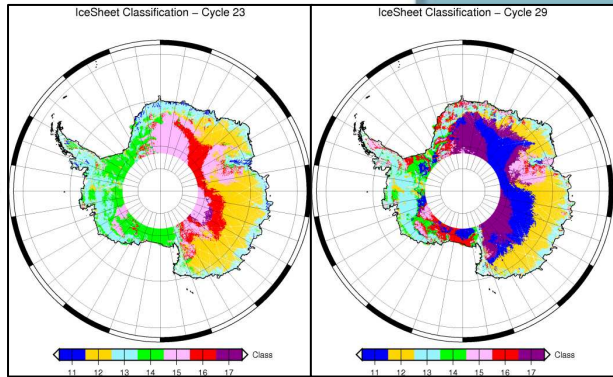 IceSheet Classification – Cycle 23
Class
11 12 13 14 15 16 17
IceSheet Classification – Cycle 29
Class
11 12 13 14 15 16 17